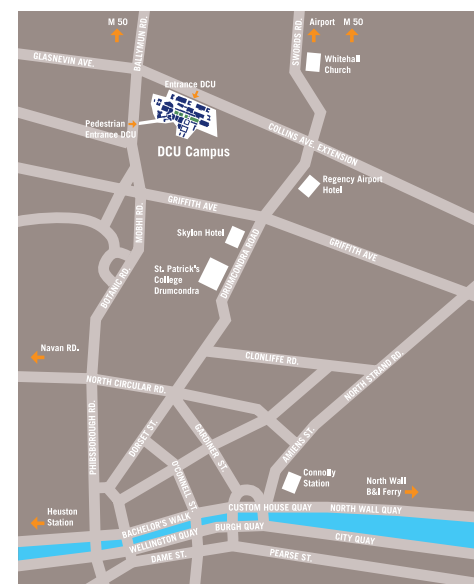 M 50
Airport
M 50
BALLYMUN RD.
SWORDS RD.
GLASNEVIN AVE.
Whitehall
Church
Entrance DCU
Pedestrian
Entrance DCU
COLLINS AVE. EXTENSION
DCU Campus
Regency Airport
Hotel
GRIFFITH AVE
MOBHI RD.
Skylon Hotel
DRUMCONDRA ROAD
GRIFFITH AVE
St. Patrick's
College
Drumcondra
BOTANIC RD.
Navan RD.
CLONLIFFE RD.
NORTH CIRCULAR RD.
NORTH STRAND RD.
PHIBSBOROUGH RD.
DORSET ST.
GARDINER ST.
AMIENS ST.
O'CONNELL ST.
Connolly
Station
North Wall
B&I Ferry
Heuston
Station
CUSTOM HOUSE QUAY
NORTH WALL QUAY
BACHELOR'S WALK
BURGH QUAY
WELLINGTON QUAY
CITY QUAY
DAME ST.
PEARSE ST.